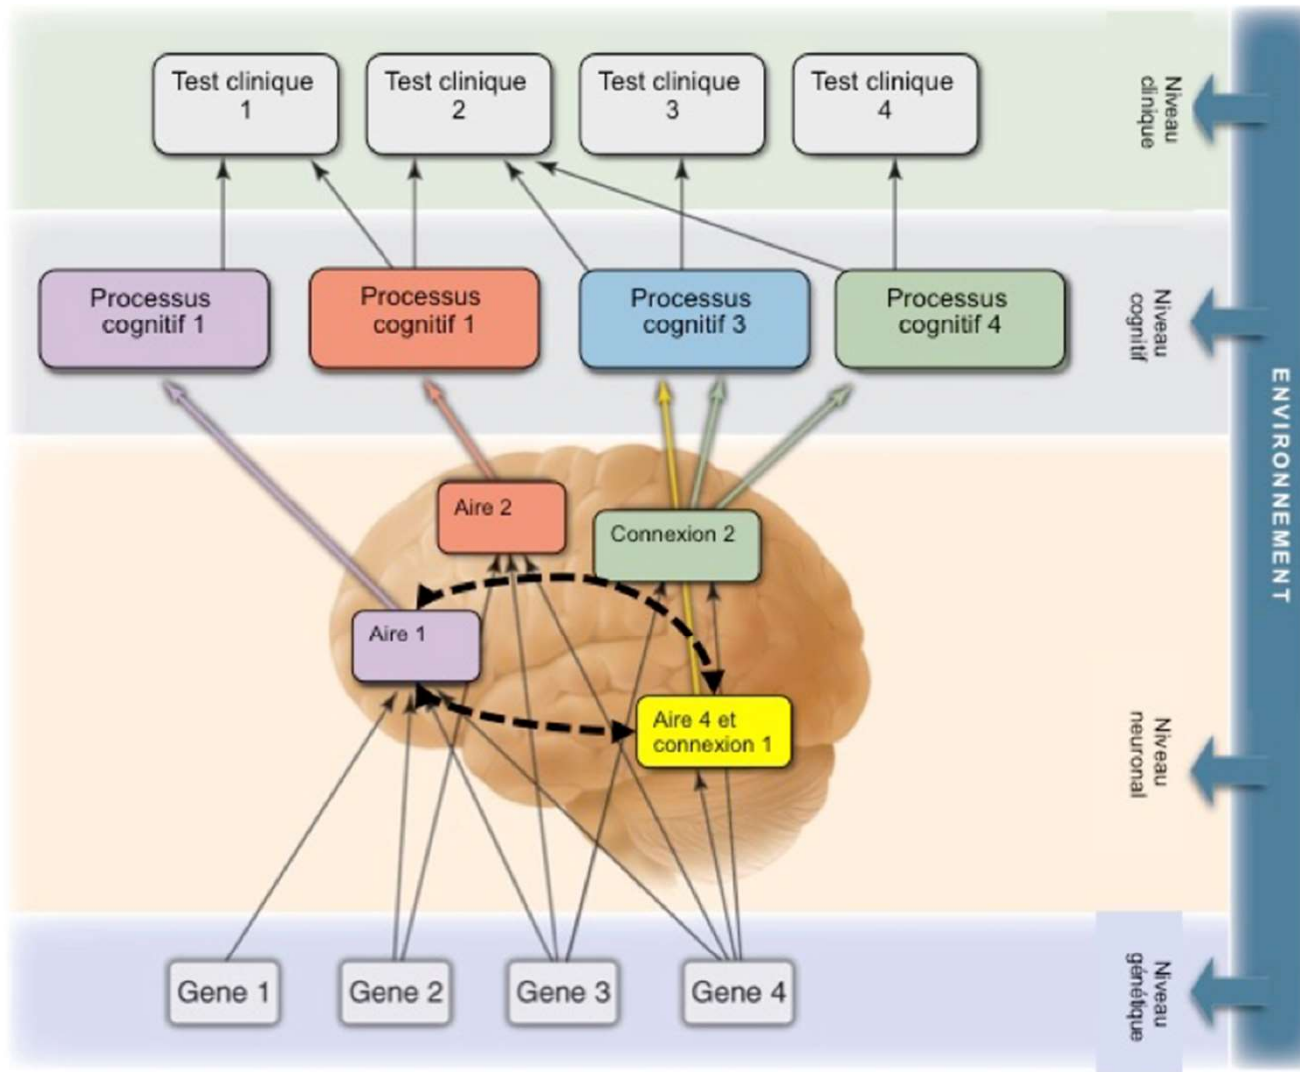 Test clinique
1
Test clinique
2
Test clinique
3
Test clinique
4
Niveau
clinique
Processus
cognitif 1
Processus
cognitif 1
Processus
cognitif 3
Processus
cognitif 4
Niveau
cognitif
ENVIRONNEMENT
Aire 2
Connexion 2
Aire 1
Aire 4 et
connexion 1
Niveau
neuronal
Gene 1
Gene 2
Gene 3
Gene 4
Niveau
génétique